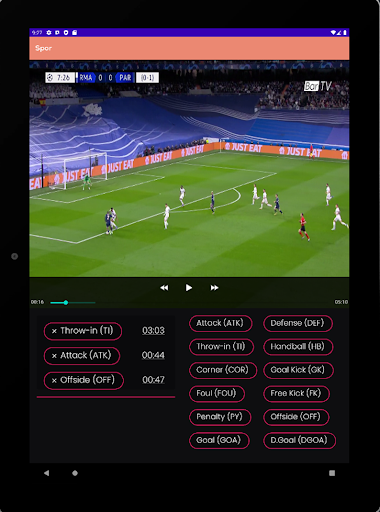 9:27
Spor
7:26 RMA 0 0 PAR (0-1)
Bar TV
JUST EAT JUST EAT JUST EAT JUST EAT
00:16 05:10
× Throw-in (TI) 03:03
× Attack (ATK) 00:44
× Offside (OFF) 00:47
Attack (ATK) Defense (DEF)
Throw-in (TI) Handball (HB)
Corner (COR) Goal Kick (GK)
Foul (FOU) Free Kick (FK)
Penalty (PY) Offside (OFF)
Goal (GOA) D.Goal (DGOA)